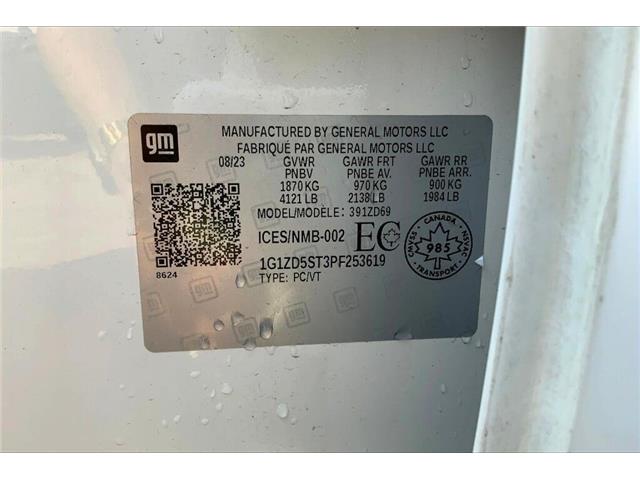 gm
MANUFACTURED BY GENERAL MOTORS LLC
FABRIQUÉ PAR GENERAL MOTORS LLC
08/23 GVWR GAWR FRT GAWR RR
PNBV PNBE AV. PNBE ARR.
1870 KG 970 KG 900 KG
4121 LB 2138 LB 1984 LB
MODEL/MODÈLE: 391ZD69
ICES/NMB-002 EC
CANADA
CMVSS 985 NSVAC
TRANSPORT
1G1ZD5ST3PF253619
TYPE: PC/VT
8624